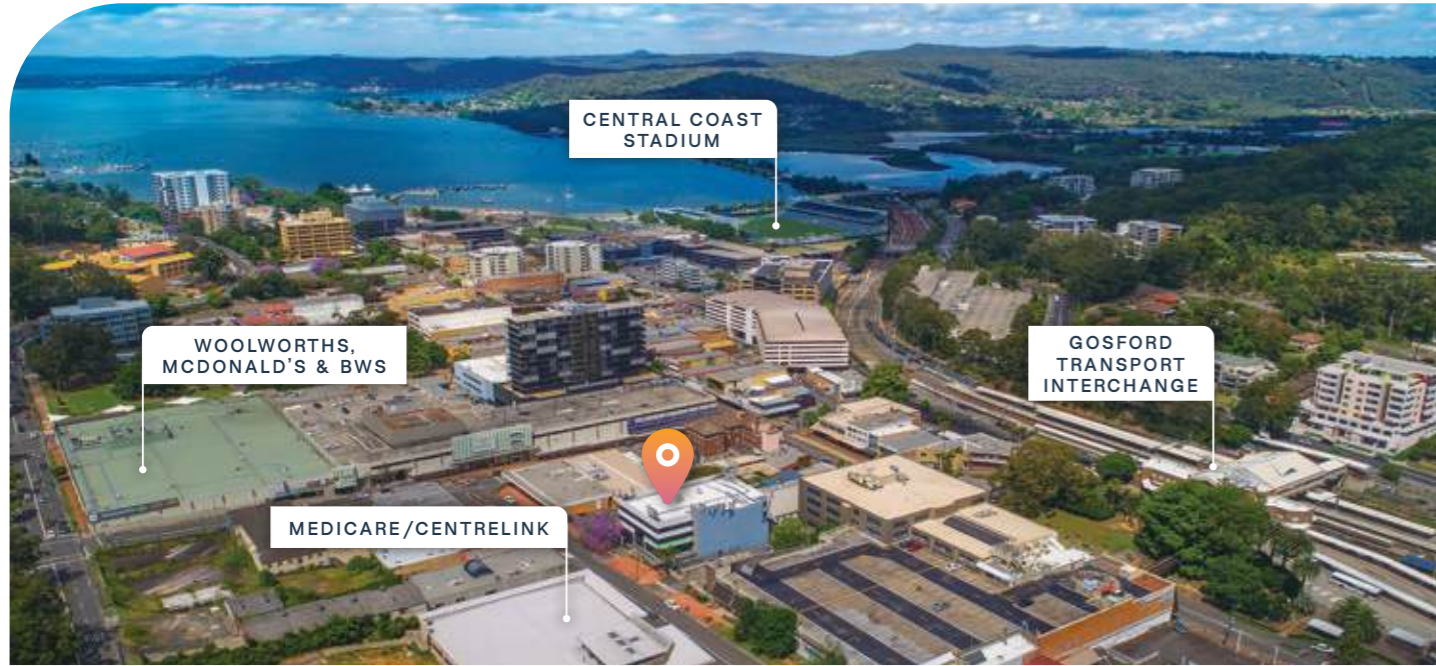 CENTRAL COAST
STADIUM
WOOLWORTHS,
MCDONALD'S & BWS
GOSFORD
TRANSPORT
INTERCHANGE
MEDICARE/CENTRELINK